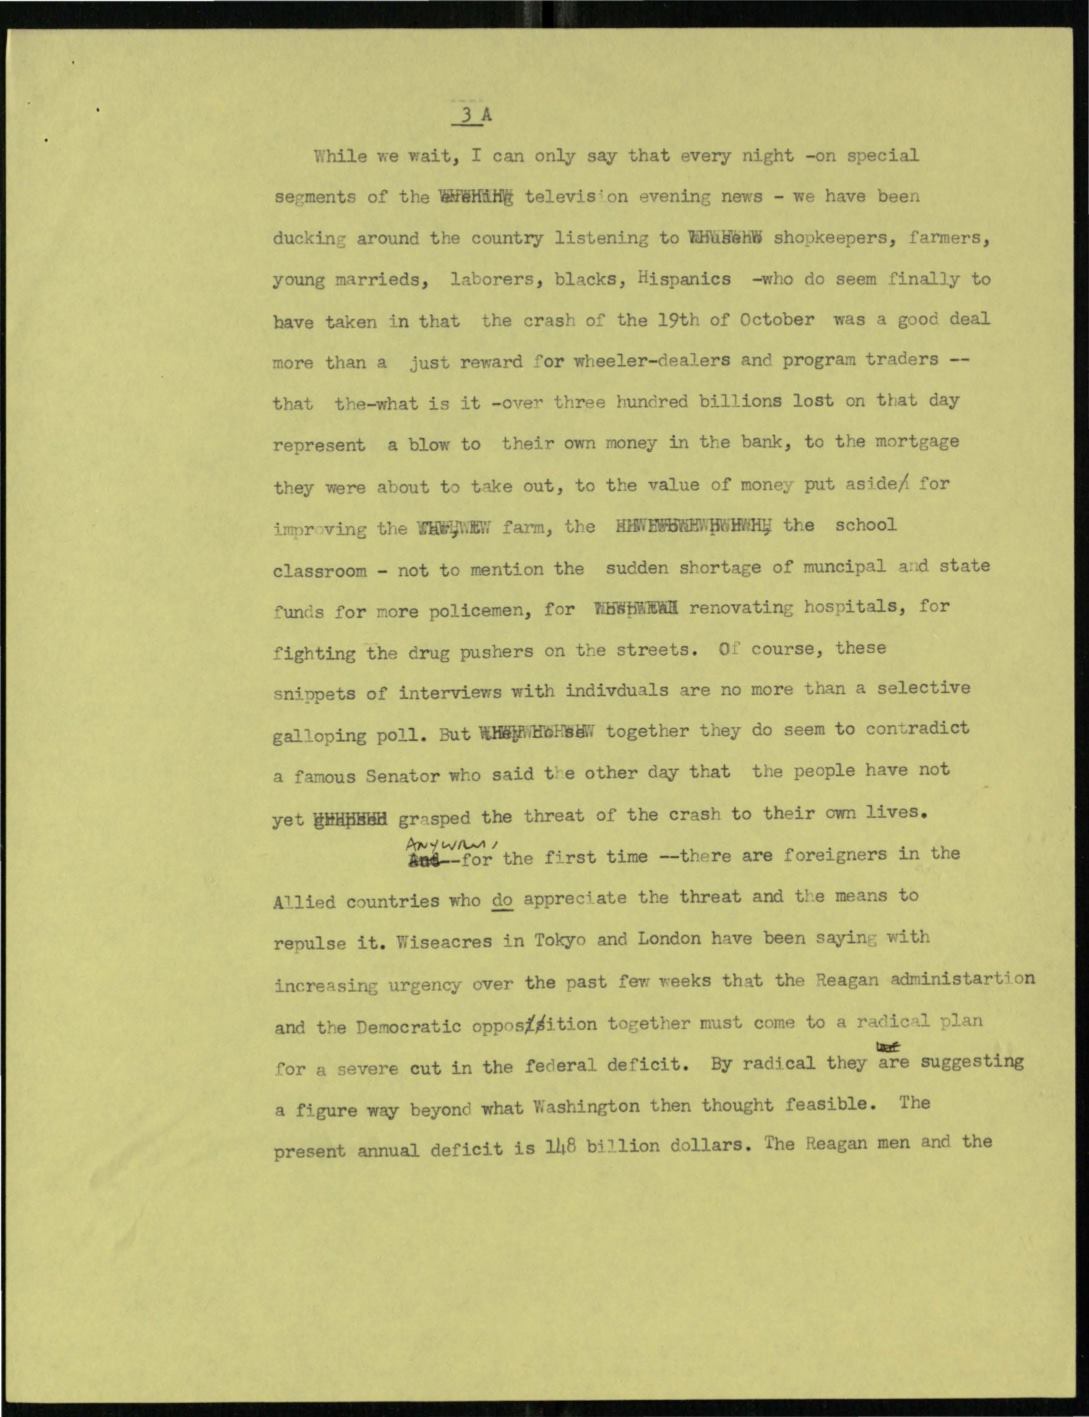 3 A
While we wait, I can only say that every night -on special
segments of the television evening news - we have been
ducking around the country listening to shopkeepers, farmers,
young marrieds, laborers, blacks, Hispanics -who do seem finally to
have taken in that the crash of the 19th of October was a good deal
more than a just reward for wheeler-dealers and program traders --
that the-what is it -over three hundred billions lost on that day
represent a blow to their own money in the bank, to the mortgage
they were about to take out, to the value of money put aside for
improving the farm, the the school
classroom - not to mention the sudden shortage of muncipal and state
funds for more policemen, for renovating hospitals, for
fighting the drug pushers on the streets. Of course, these
snippets of interviews with indivduals are no more than a selective
galloping poll. But together they do seem to contradict
a famous Senator who said the other day that the people have not
yet grasped the threat of the crash to their own lives.
Anyway,
And--for the first time --there are foreigners in the
Allied countries who do appreciate the threat and the means to
repulse it. Wiseacres in Tokyo and London have been saying with
increasing urgency over the past few weeks that the Reagan administartion
and the Democratic opposition together must come to a radical plan
for a severe cut in the federal deficit. By radical they are suggesting
a figure way beyond what Washington then thought feasible. The
present annual deficit is 148 billion dollars. The Reagan men and the